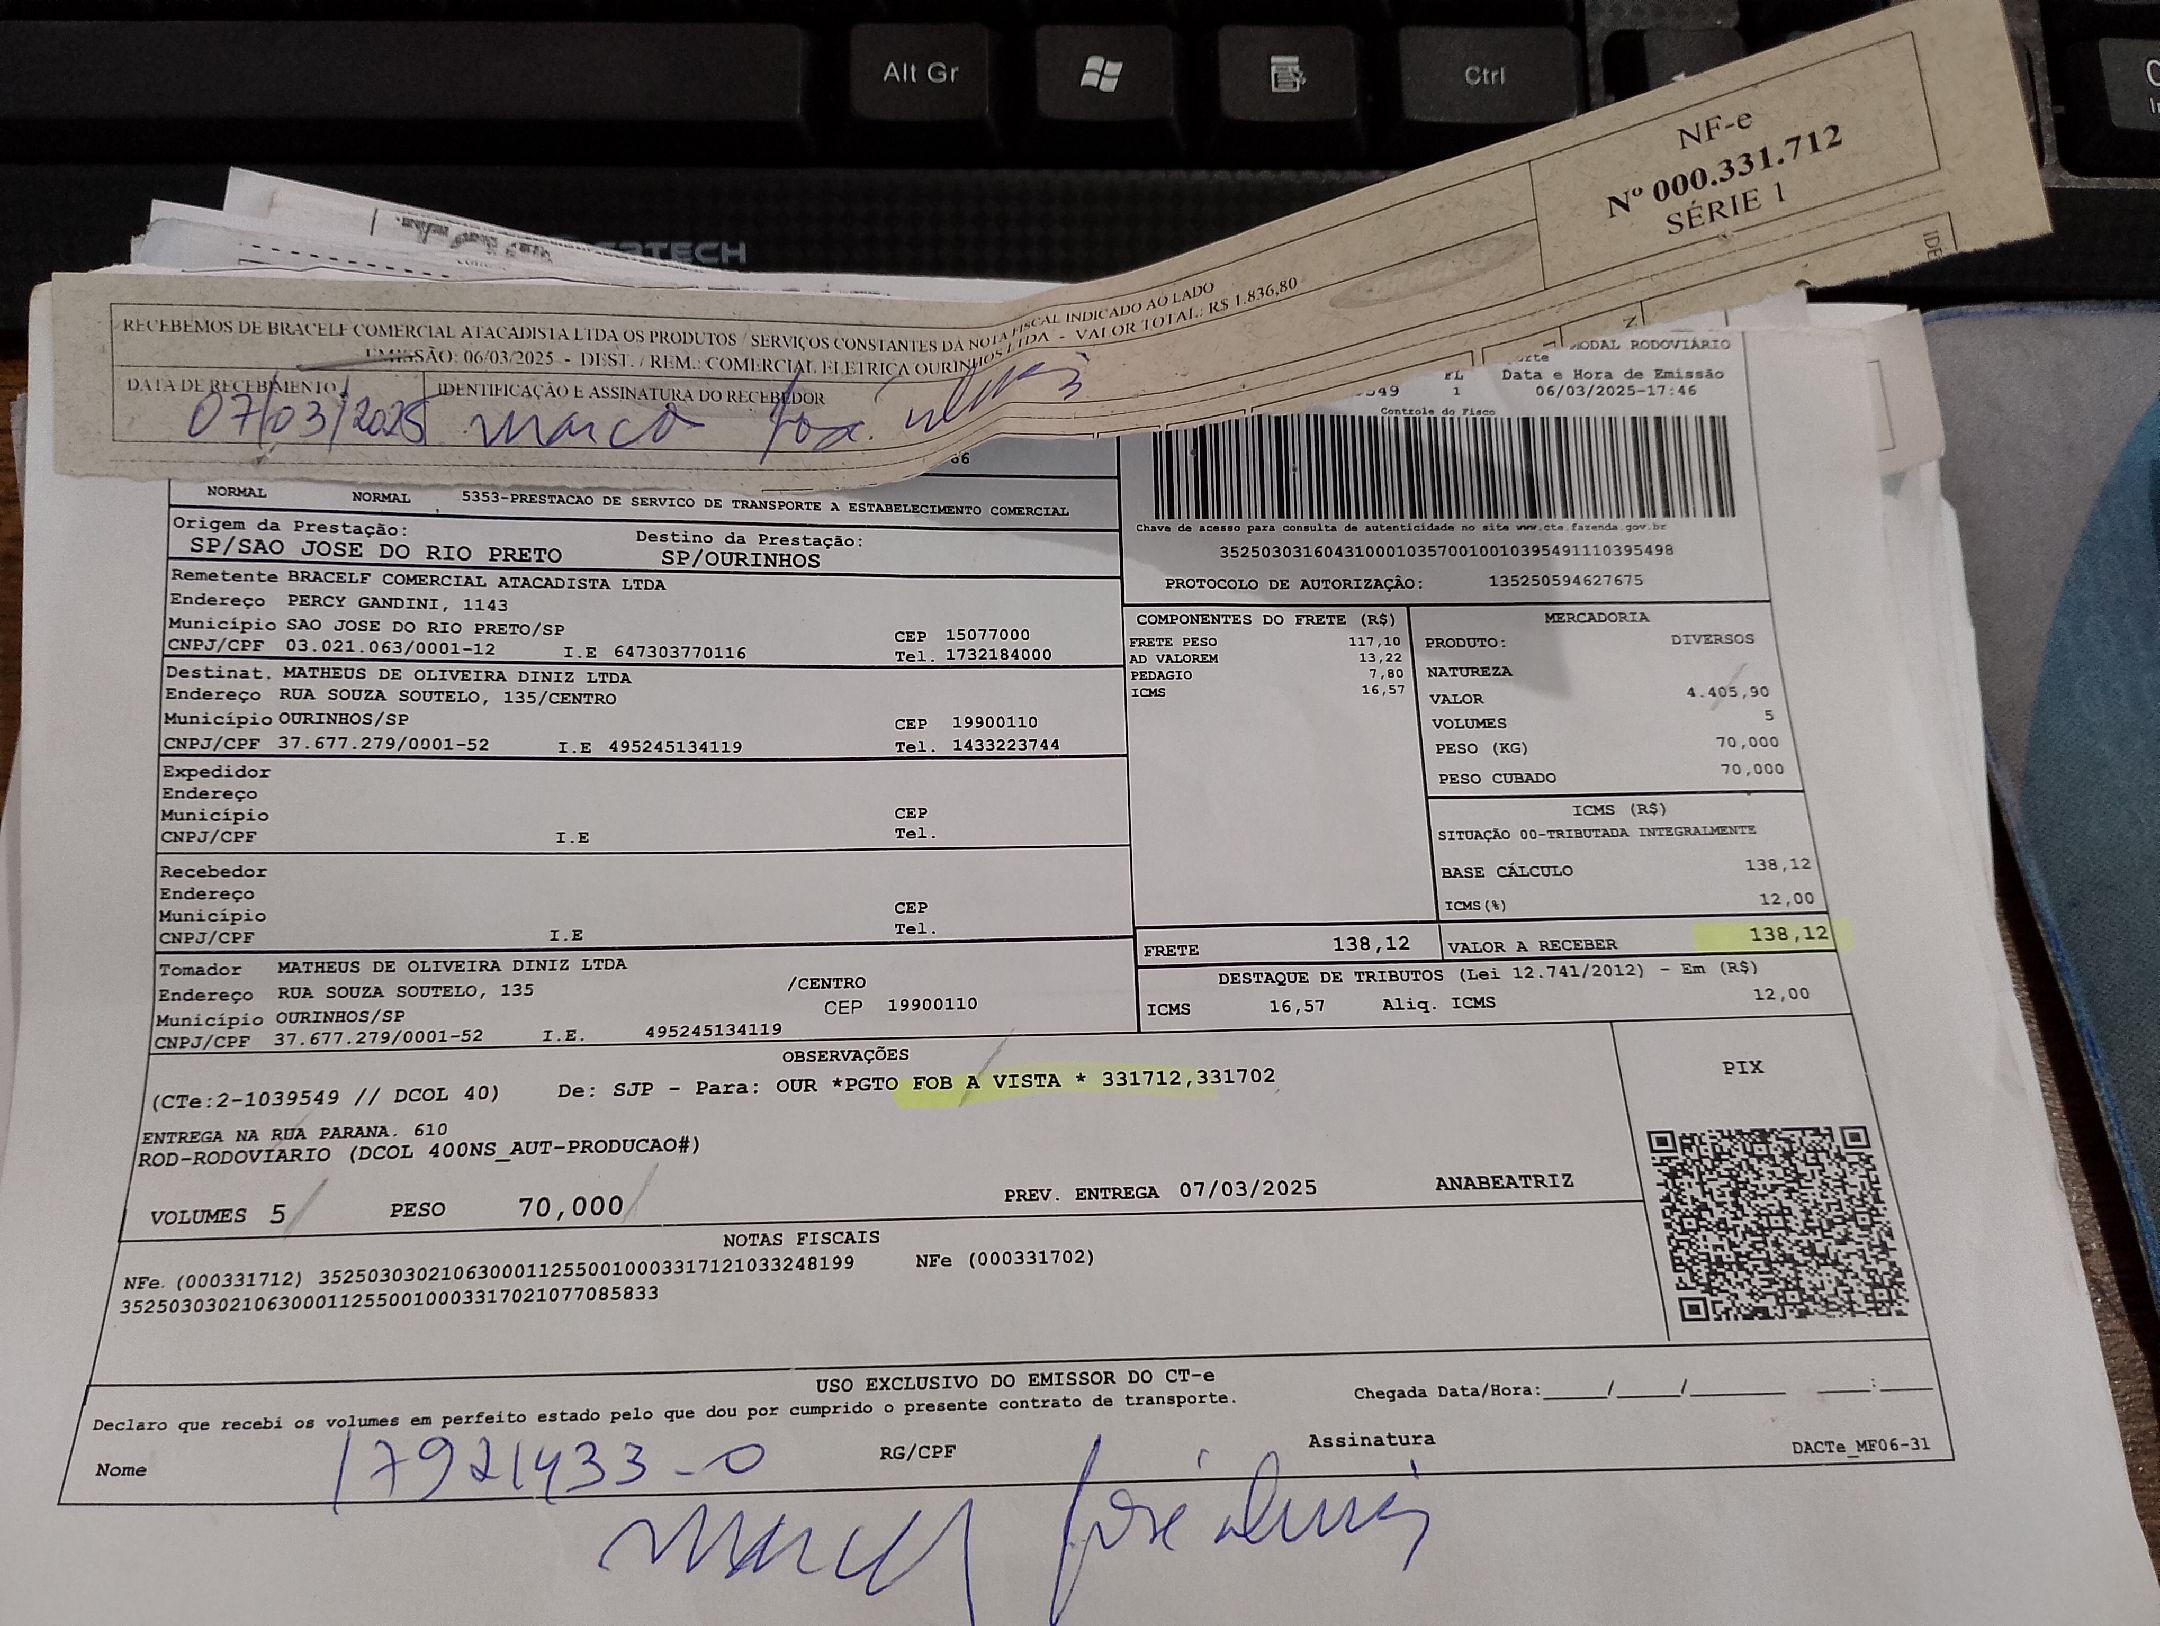 Alt Gr
Ctrl
NF-e
Nº 000.331.712
SÉRIE 1
IDE
RECEBEMOS DE BRACELF COMERCIAL ATACADISTA LTDA OS PRODUTOS / SERVIÇOS CONSTANTES DA NOTA FISCAL INDICADO AO LADO
EMISSÃO: 06/03/2025 - DEST. / REM.: COMERCIAL ELETRICA OURINHOS LTDA - VALOR TOTAL: R$ 1.836,80
DATA DE RECEBIMENTO
IDENTIFICAÇÃO E ASSINATURA DO RECEBEDOR
07/03/2025 Marco José
MODAL RODOVIÁRIO
FL Data e Hora de Emissão
549 1 06/03/2025-17:46
Controle do Fisco
66
NORMAL NORMAL 5353-PRESTACAO DE SERVICO DE TRANSPORTE A ESTABELECIMENTO COMERCIAL
Chave de acesso para consulta de autenticidade no site www.cte.fazenda.gov.br
35250303160431000103570010010395491110395498
PROTOCOLO DE AUTORIZAÇÃO: 135250594627675
Origem da Prestação: Destino da Prestação:
SP/SAO JOSE DO RIO PRETO SP/OURINHOS
Remetente BRACELF COMERCIAL ATACADISTA LTDA
Endereço PERCY GANDINI, 1143
Município SAO JOSE DO RIO PRETO/SP CEP 15077000
CNPJ/CPF 03.021.063/0001-12 I.E 647303770116 Tel. 1732184000
Destinat. MATHEUS DE OLIVEIRA DINIZ LTDA
Endereço RUA SOUZA SOUTELO, 135/CENTRO
Município OURINHOS/SP CEP 19900110
CNPJ/CPF 37.677.279/0001-52 I.E 495245134119 Tel. 1433223744
Expedidor
Endereço
Município CEP
CNPJ/CPF I.E Tel.
Recebedor
Endereço
Município CEP
CNPJ/CPF I.E Tel.
Tomador MATHEUS DE OLIVEIRA DINIZ LTDA
Endereço RUA SOUZA SOUTELO, 135 /CENTRO
Município OURINHOS/SP CEP 19900110
CNPJ/CPF 37.677.279/0001-52 I.E. 495245134119
COMPONENTES DO FRETE (R$)
FRETE PESO 117,10
AD VALOREM 13,22
PEDAGIO 7,80
ICMS 16,57
MERCADORIA
PRODUTO: DIVERSOS
NATUREZA
VALOR 4.405,90
VOLUMES 5
PESO (KG) 70,000
PESO CUBADO 70,000
ICMS (R$)
SITUAÇÃO 00-TRIBUTADA INTEGRALMENTE
BASE CÁLCULO 138,12
ICMS(%) 12,00
FRETE 138,12 VALOR A RECEBER 138,12
DESTAQUE DE TRIBUTOS (Lei 12.741/2012) - Em (R$)
ICMS 16,57 Aliq. ICMS 12,00
OBSERVAÇÕES
(CTe:2-1039549 // DCOL 40) De: SJP - Para: OUR *PGTO FOB A VISTA * 331712,331702
ENTREGA NA RUA PARANA. 610
ROD-RODOVIARIO (DCOL 400NS_AUT-PRODUCAO#)
VOLUMES 5 PESO 70,000 PREV. ENTREGA 07/03/2025 ANABEATRIZ
PIX
NOTAS FISCAIS
NFe. (000331712) 35250303021063000112550010003317121033248199 NFe (000331702)
35250303021063000112550010003317021077085833
USO EXCLUSIVO DO EMISSOR DO CT-e
Declaro que recebi os volumes em perfeito estado pelo que dou por cumprido o presente contrato de transporte.
Chegada Data/Hora:_____/_____/_______ ____:____
Nome 17921433-0 RG/CPF Assinatura DACTe_MF06-31
José